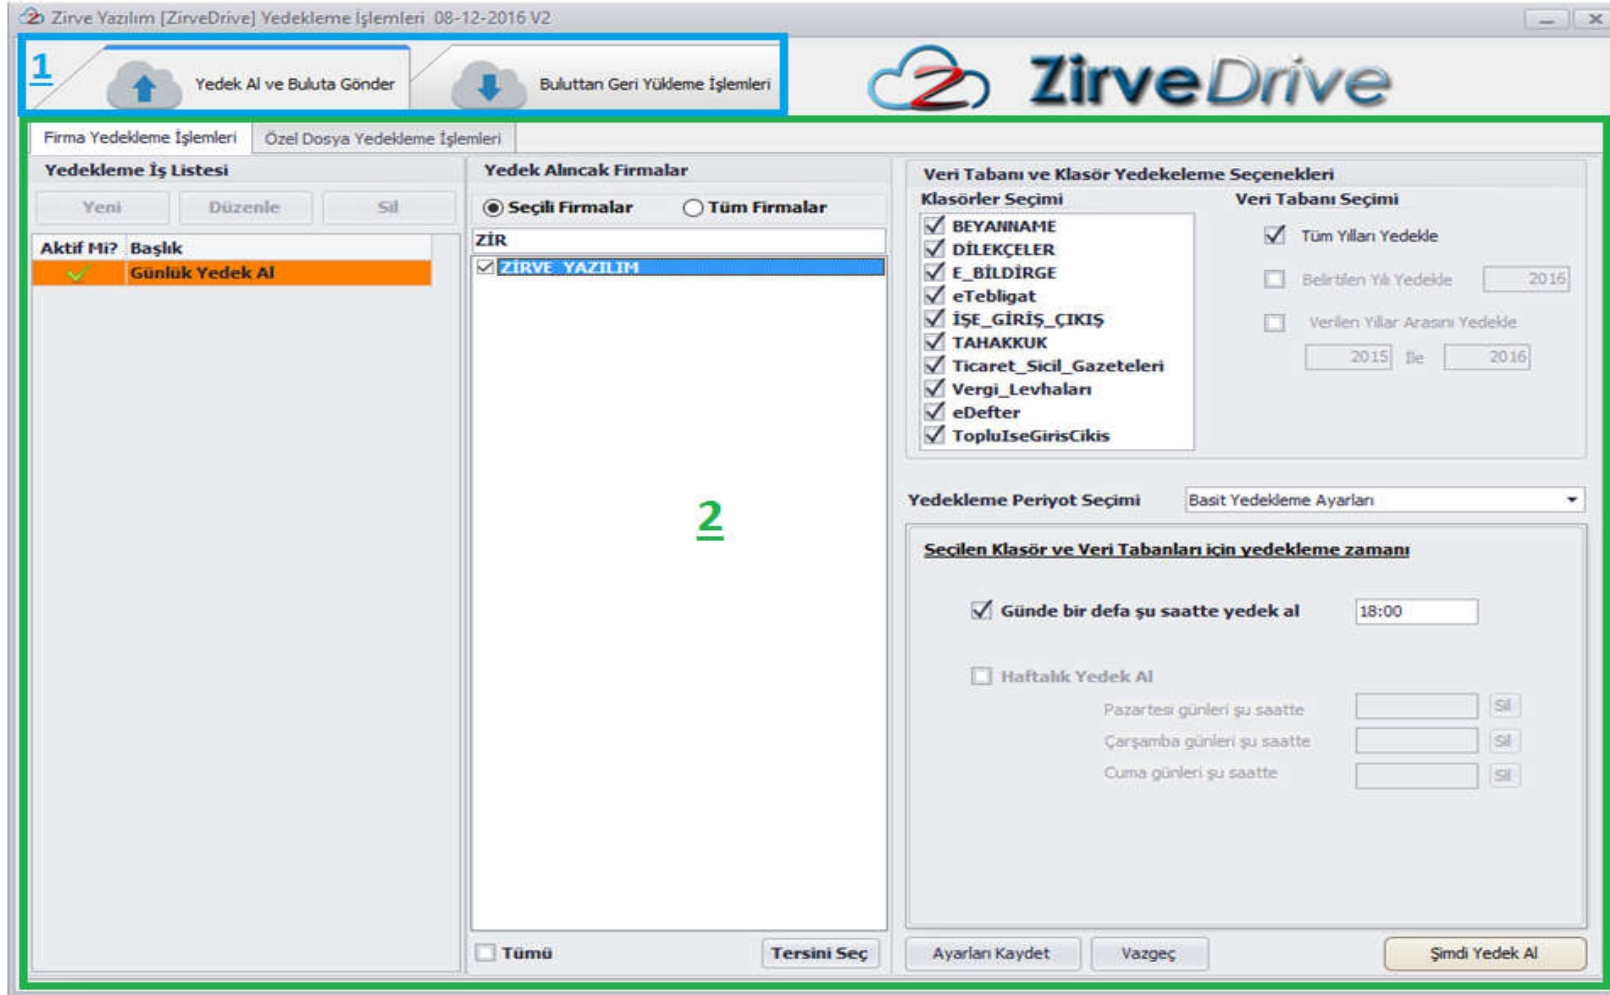 Zirve Yazılım [ZirveDrive] Yedekleme İşlemleri 08-12-2016 V2
1
Yedek Al ve Buluta Gönder
Buluttan Geri Yükleme İşlemleri
ZirveDrive
Firma Yedekleme İşlemleri
Özel Dosya Yedekleme İşlemleri
Yedekleme İş Listesi
Yeni
Düzenle
Sil
Aktif Mi? Başlık
Günlük Yedek Al
Yedek Alıncak Firmalar
Seçili Firmalar
Tüm Firmalar
ZİR
ZİRVE YAZILIM
2
Tümü
Tersini Seç
Veri Tabanı ve Klasör Yedekeleme Seçenekleri
Klasörler Seçimi
BEYANNAME
DİLEKÇELER
E_BİLDİRGE
eTebligat
İŞE_GİRİŞ_ÇIKIŞ
TAHAKKUK
Ticaret_Sicil_Gazeteleri
Vergi_Levhaları
eDefter
TopluIseGirisCikis
Veri Tabanı Seçimi
Tüm Yılları Yedekle
Belirtilen Yılı Yedekle 2016
Verilen Yıllar Arasını Yedekle
2015 İle 2016
Yedekleme Periyot Seçimi
Basit Yedekleme Ayarları
Seçilen Klasör ve Veri Tabanları için yedekleme zamanı
Günde bir defa şu saatte yedek al 18:00
Haftalık Yedek Al
Pazartesi günleri şu saatte Sil
Çarşamba günleri şu saatte Sil
Cuma günleri şu saatte Sil
Ayarları Kaydet
Vazgeç
Şimdi Yedek Al